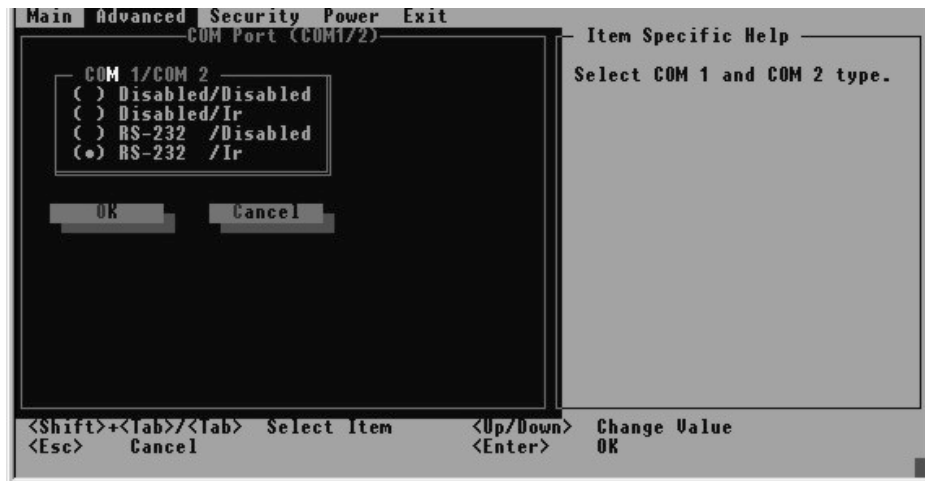 Main Advanced Security Power Exit
COM Port (COM1/2)
COM 1/COM 2
( ) Disabled/Disabled
( ) Disabled/Ir
( ) RS-232 /Disabled
(•) RS-232 /Ir
OK Cancel
Item Specific Help
Select COM 1 and COM 2 type.
<Shift>+<Tab>/<Tab> Select Item <Up/Down> Change Value
<Esc> Cancel <Enter> OK